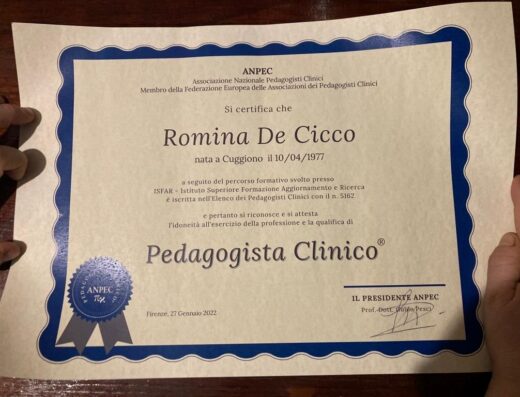 ANPEC
Associazione Nazionale Pedagogisti Clinici
Membro della Federazione Europea delle Associazioni dei Pedagogisti Clinici
Si certifica che
Romina De Cicco
nata a Cuggiono il 10/04/1977
a seguito del percorso formativo svolto presso
ISFAR - Istituto Superiore Formazione Aggiornamento e Ricerca
è iscritta nell'Elenco dei Pedagogisti Clinici con il n. 5162
e pertanto si riconosce e si attesta
l'idoneità all'esercizio della professione e la qualifica di
Pedagogista Clinico®
ANPEC
IL PRESIDENTE ANPEC
Prof. Dott. Guido Pesci
Firenze, 27 Gennaio 2022